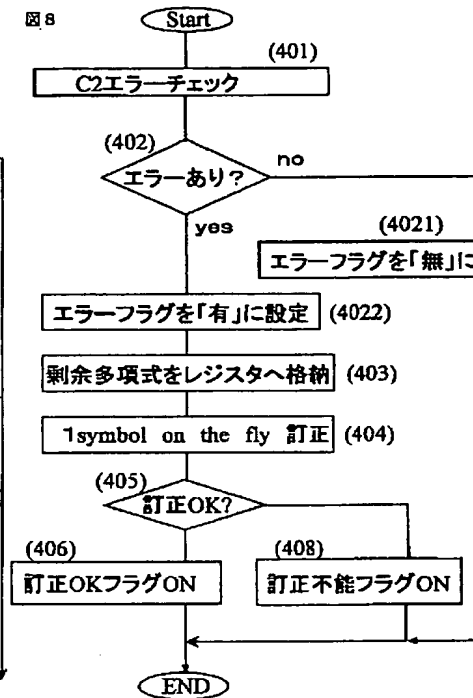 図8
Start
(401)
C2エラーチェック
(402)
エラーあり?
no
yes
(4021)
エラーフラグを「無」に
エラーフラグを「有」に設定 (4022)
剰余多項式をレジスタへ格納 (403)
1symbol on the fly 訂正 (404)
(405)
訂正OK?
(406)
訂正OKフラグON
(408)
訂正不能フラグON
END